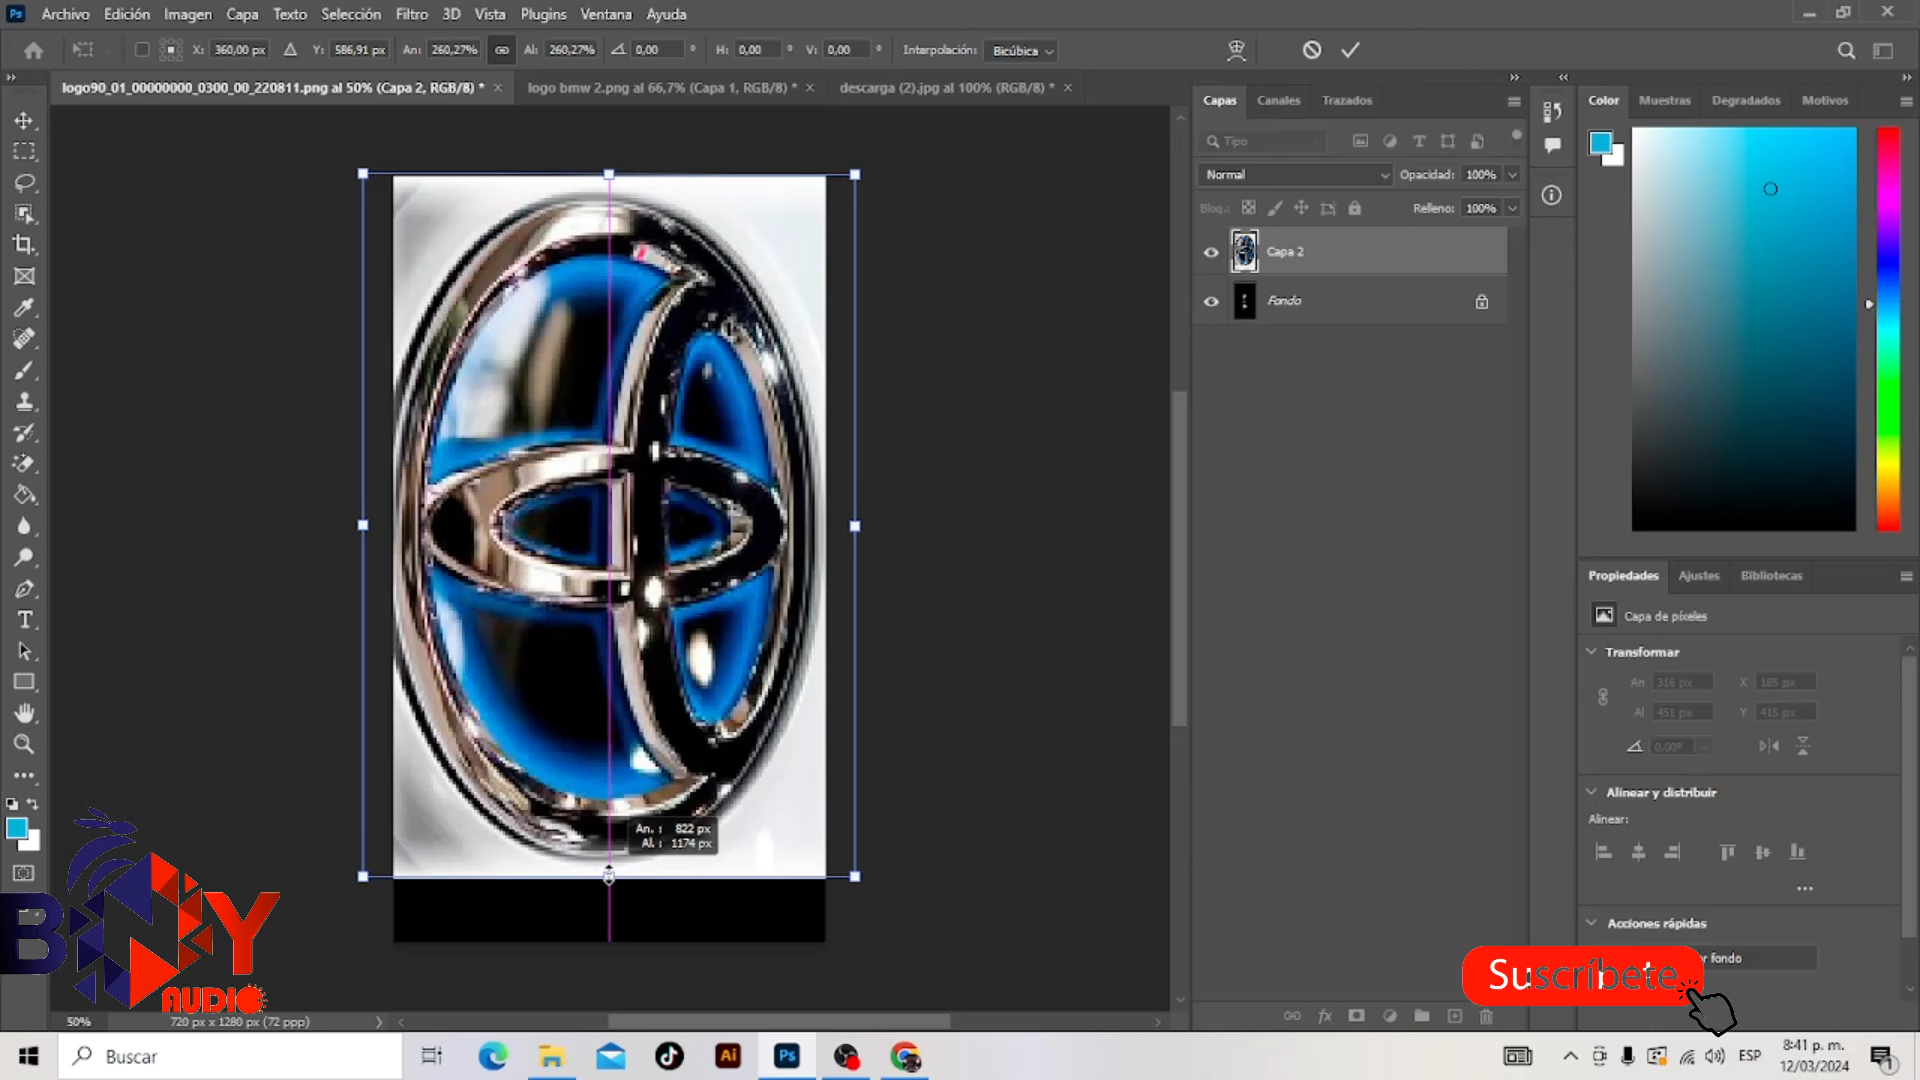 Ps Archivo Edición Imagen Capa Texto Selección Filtro 3D Vista Plugins Ventana Ayuda
X: 360,00 px Y: 586,91 px An: 260,27% Al: 260,27% 0,00 ° H: 0,00 ° V: 0,00 ° Interpolación: Bicúbica
logo90_01_00000000_0300_00_220811.png al 50% (Capa 2, RGB/8) * × logo bmw 2.png al 66,7% (Capa 1, RGB/8) * × descarga (2).jpg al 100% (RGB/8) * ×
Capas Canales Trazados
Color Muestras Degradados Motivos
Tipo
Normal Opacidad: 100%
Bloq.: Relleno: 100%
Capa 2
Fondo
Propiedades Ajustes Bibliotecas
Capa de píxeles
Transformar
An 316 px X 185 px
Al 451 px Y 415 px
0,00°
Alinear y distribuir
Alinear:
Acciones rápidas
r fondo
An. : 822 px
Al. : 1174 px
BNY
AUDIO
Suscríbete
50% 720 px x 1280 px (72 ppp)
Buscar
Ai Ps
ESP
8:41 p. m.
12/03/2024
1